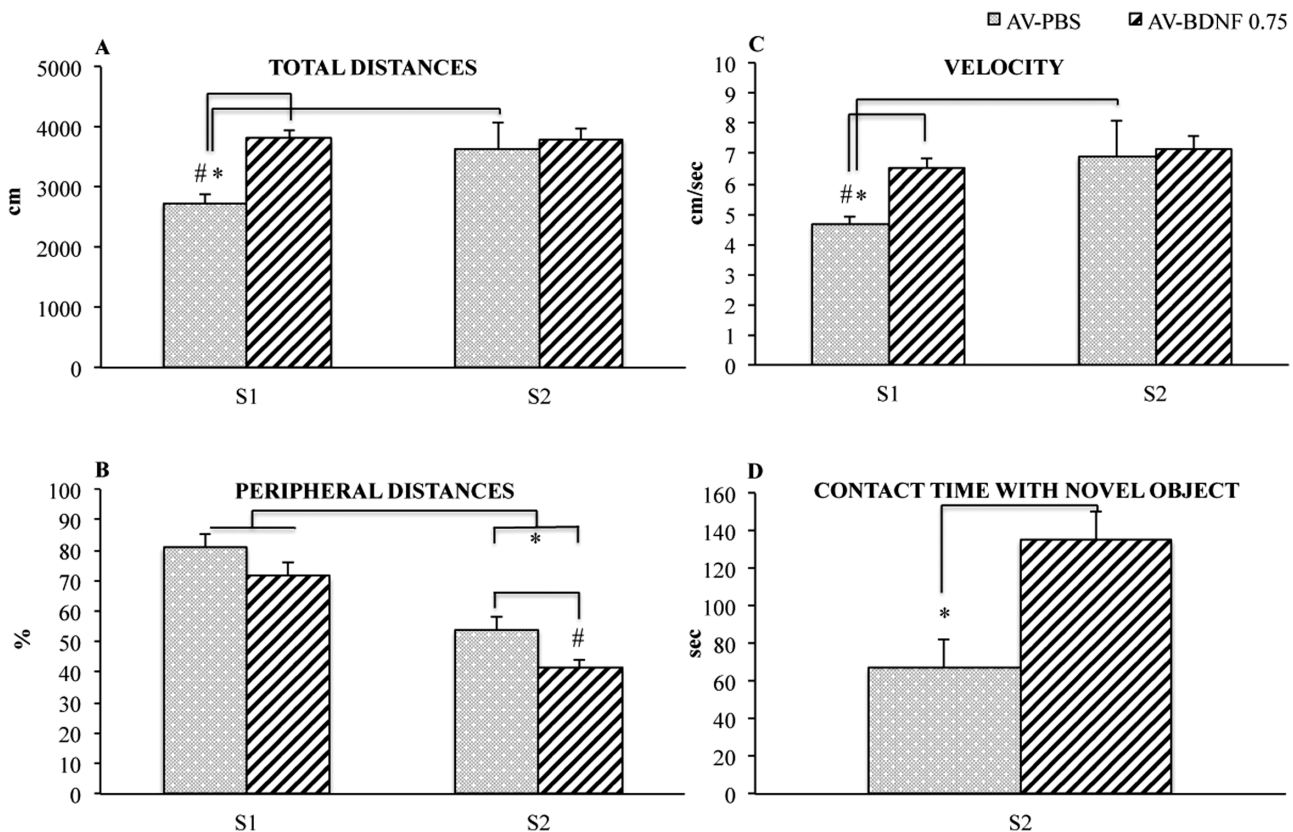 AV-PBS AV-BDNF 0.75
A
TOTAL DISTANCES
5000
4000
3000
2000
1000
0
cm
# *
S1 S2
C
VELOCITY
10
9
8
7
6
5
4
3
2
1
0
cm/sec
# *
S1 S2
B
PERIPHERAL DISTANCES
100
90
80
70
60
50
40
30
20
10
0
%
*
#
S1 S2
D
CONTACT TIME WITH NOVEL OBJECT
160
140
120
100
80
60
40
20
0
sec
*
S2